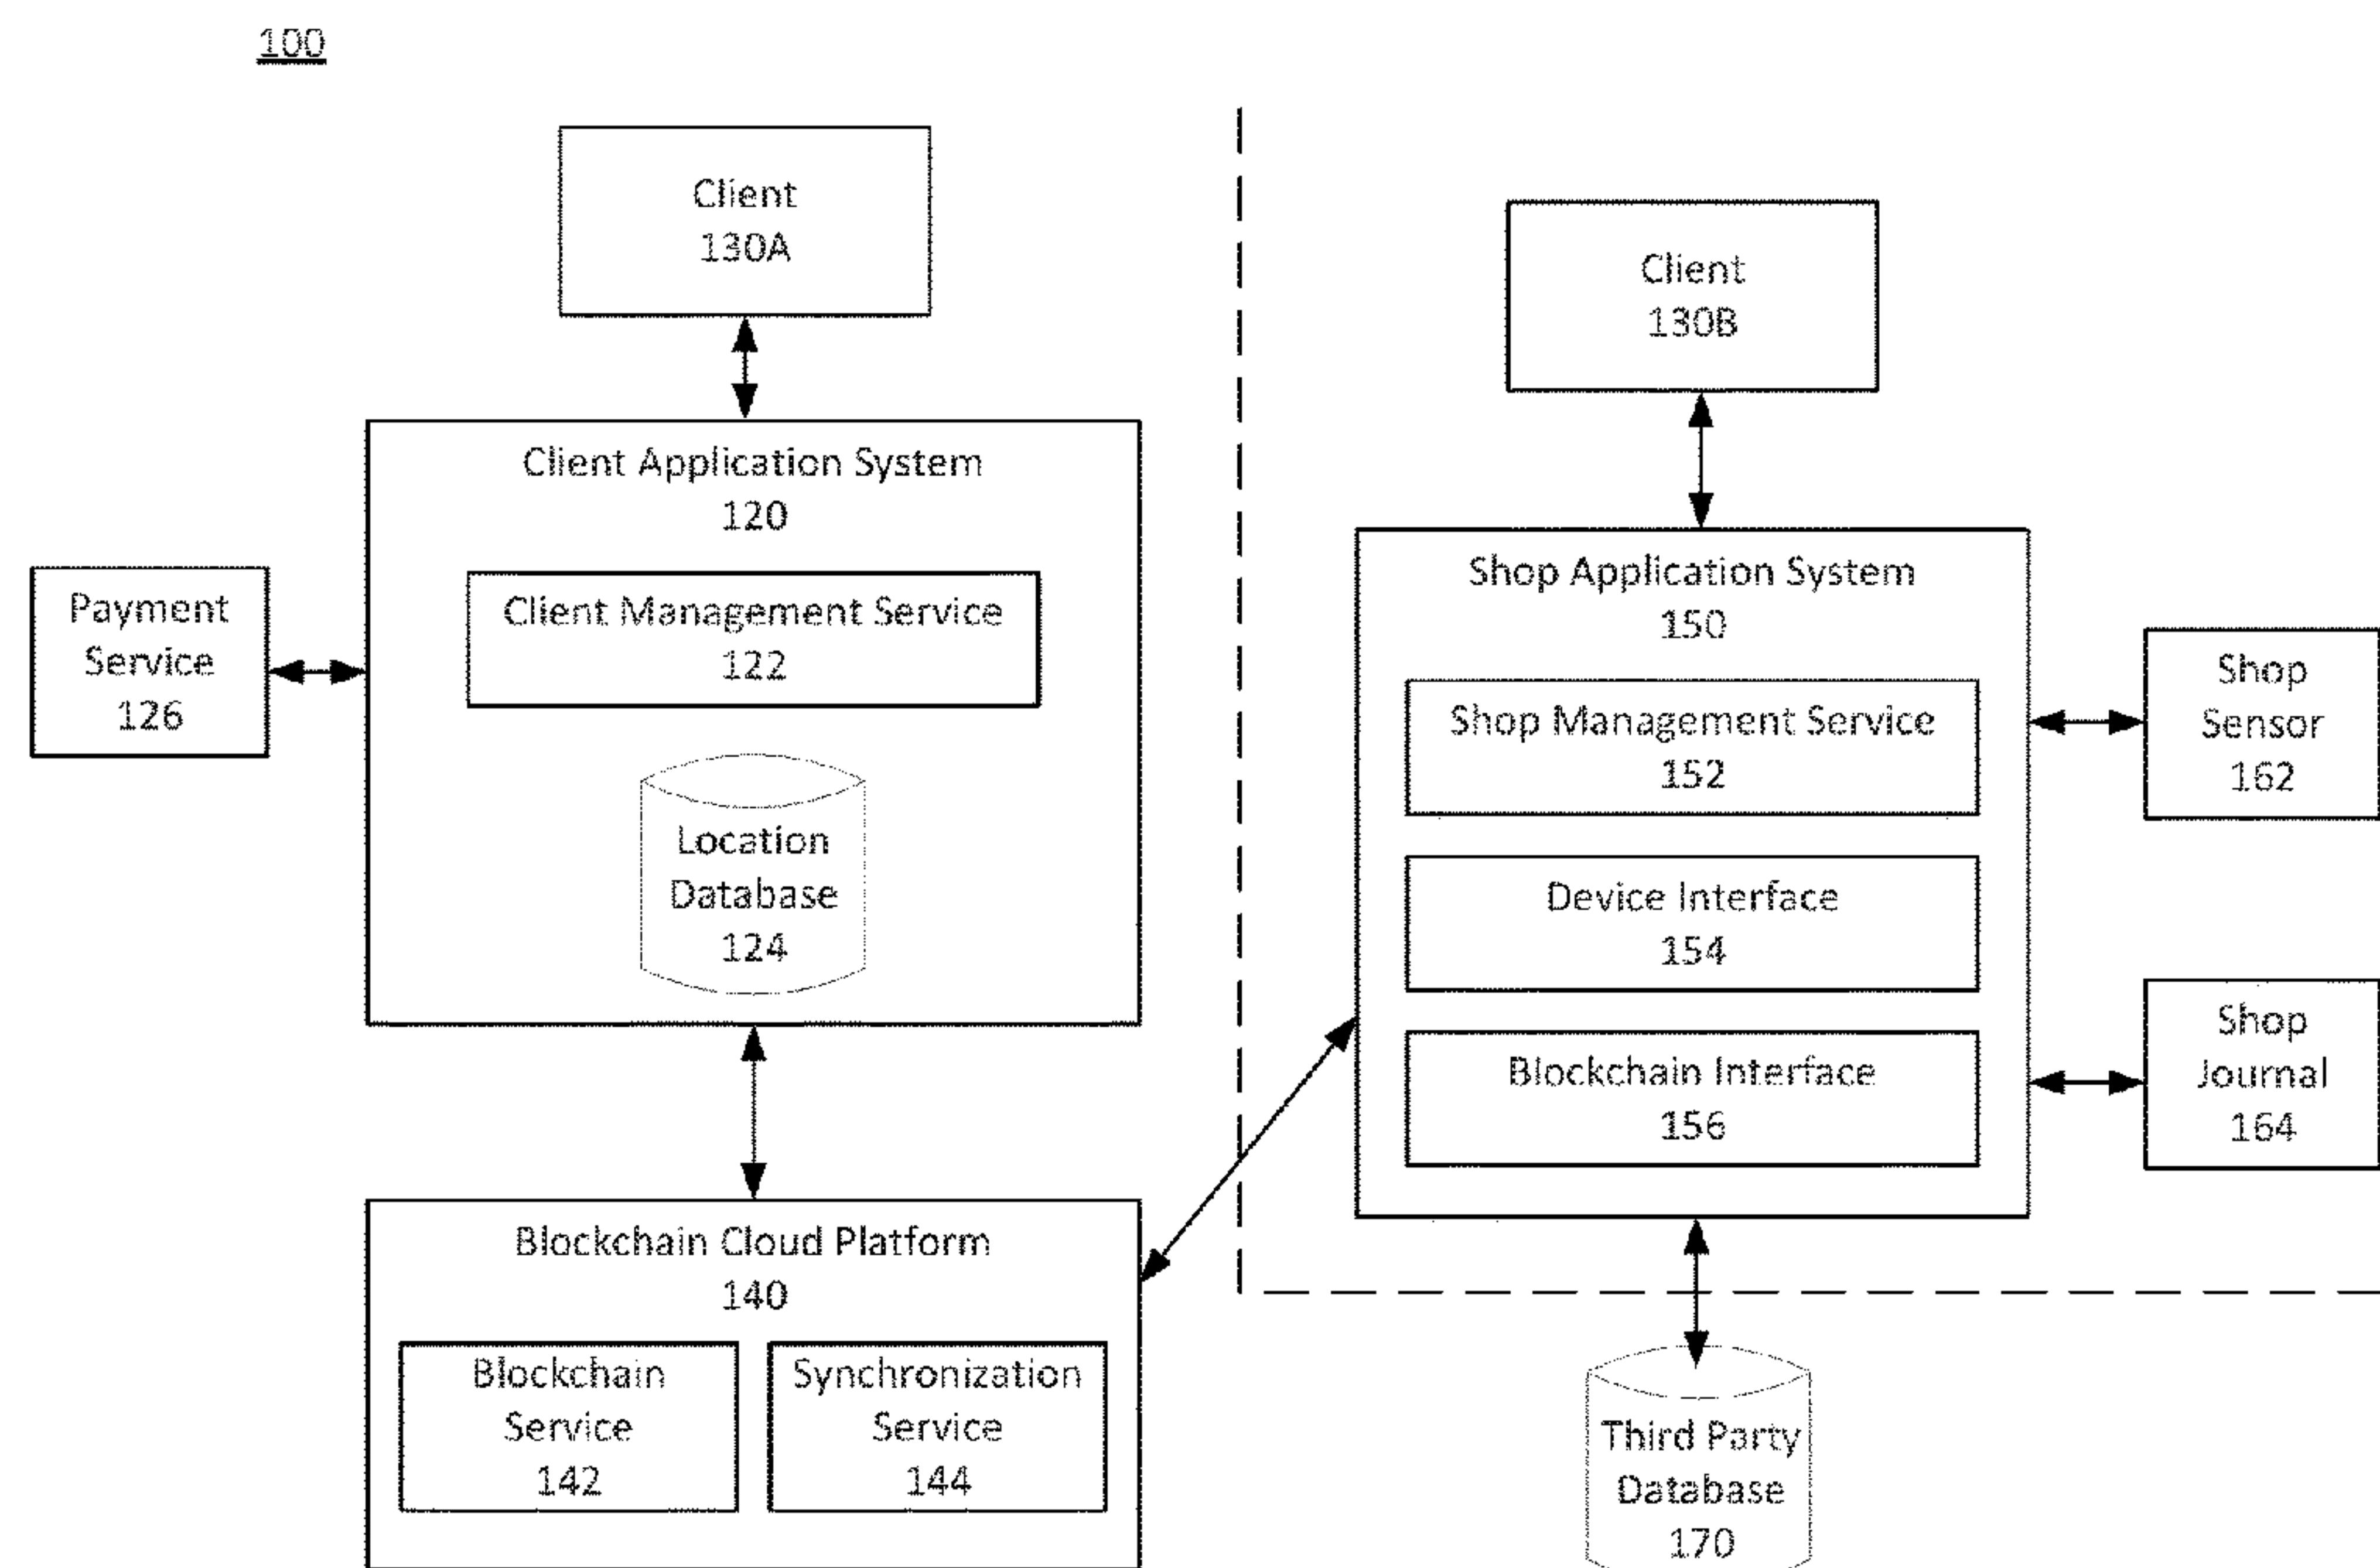 100
Client
130A
Client
130B
Client Application System
120
Client Management Service
122
Location
Database
124
Payment
Service
126
Shop Application System
150
Shop Management Service
152
Device Interface
154
Blockchain Interface
156
Shop
Sensor
162
Shop
Journal
164
Blockchain Cloud Platform
140
Blockchain
Service
142
Synchronization
Service
144
Third Party
Database
170